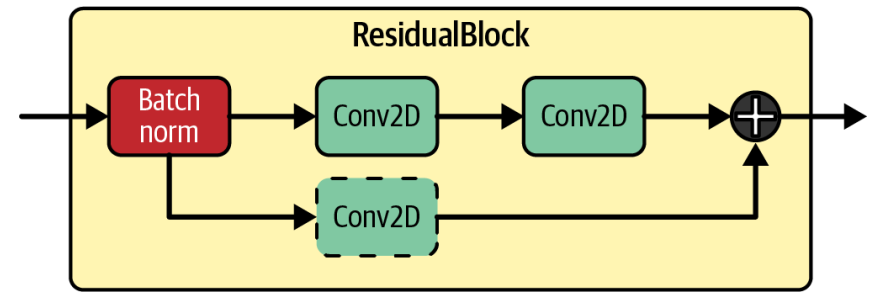 ResidualBlock
Batch
norm
Conv2D
Conv2D
Conv2D